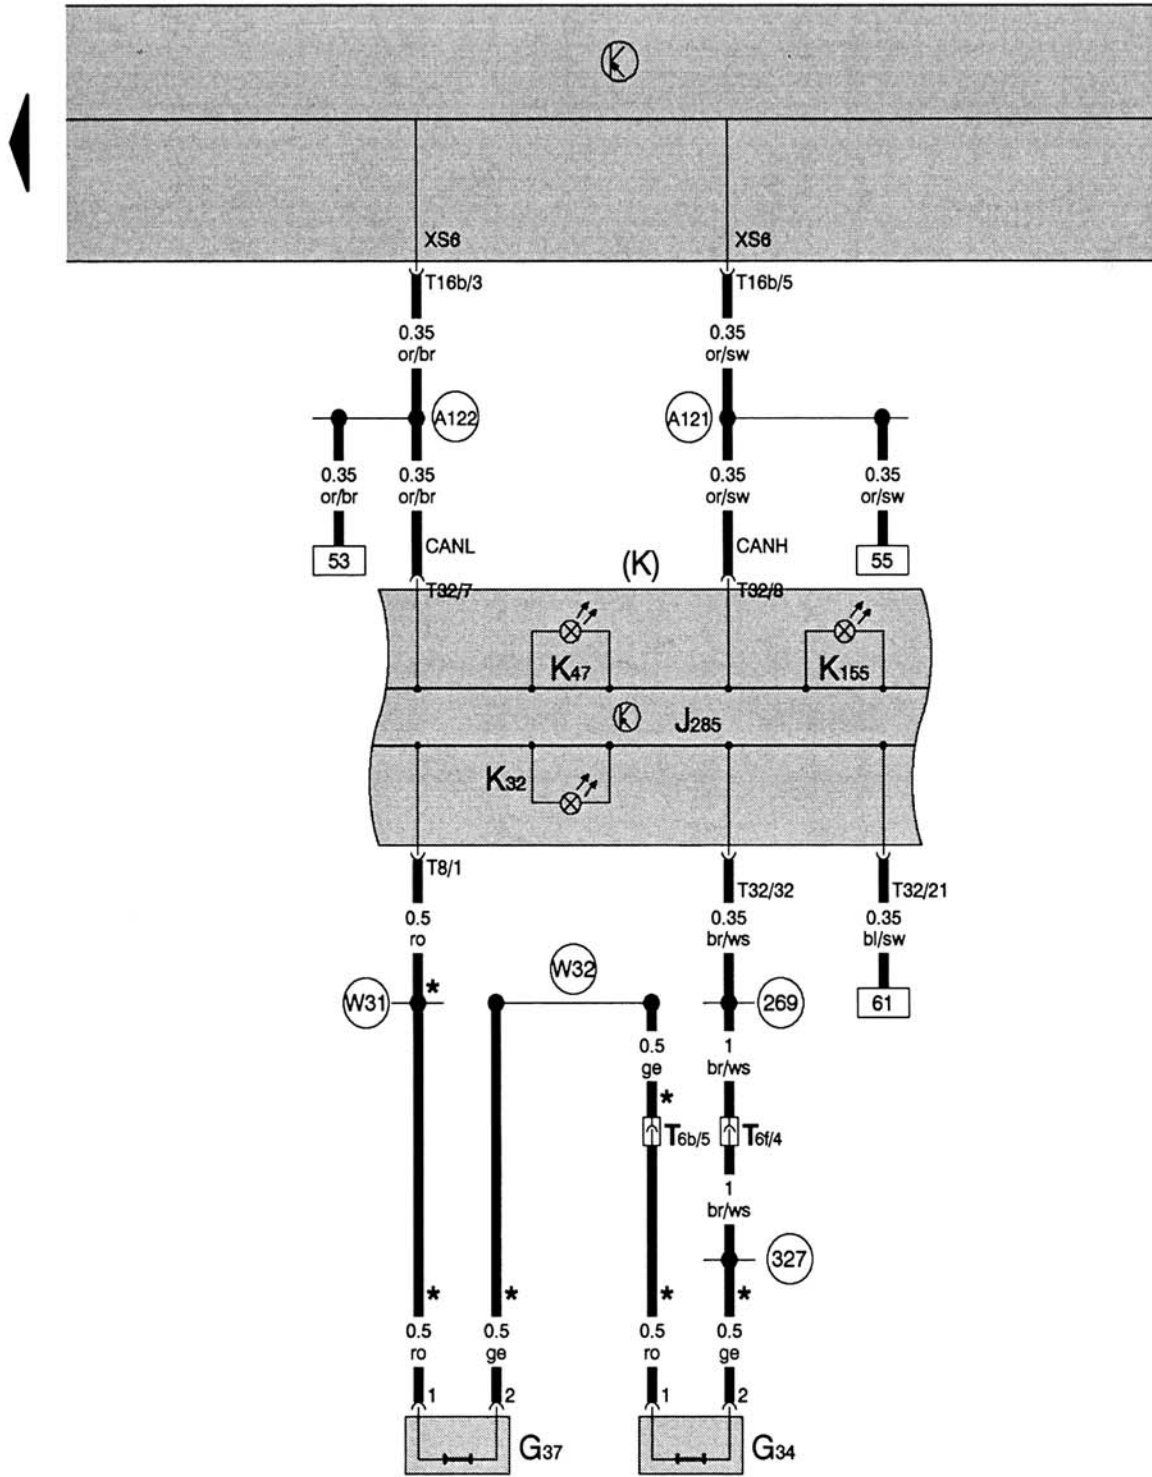 XS6 XS6
T16b/3 T16b/5
0.35 0.35
or/br or/sw
A122 A121
0.35 0.35 0.35 0.35
or/br or/br or/sw or/sw
CANL CANH
53 (K) 55
T32/7 T32/8
K47 K155
J285
K32
T8/1
T32/32 T32/21
0.5 0.35 0.35
ro br/ws bl/sw
W32
*
W31 269 61
0.5 1
ge br/ws
*
T6b/5 T6f/4
1
br/ws
327
* * * *
0.5 0.5 0.5 0.5
ro ge ro ge
1 2 1 2
G37 G34